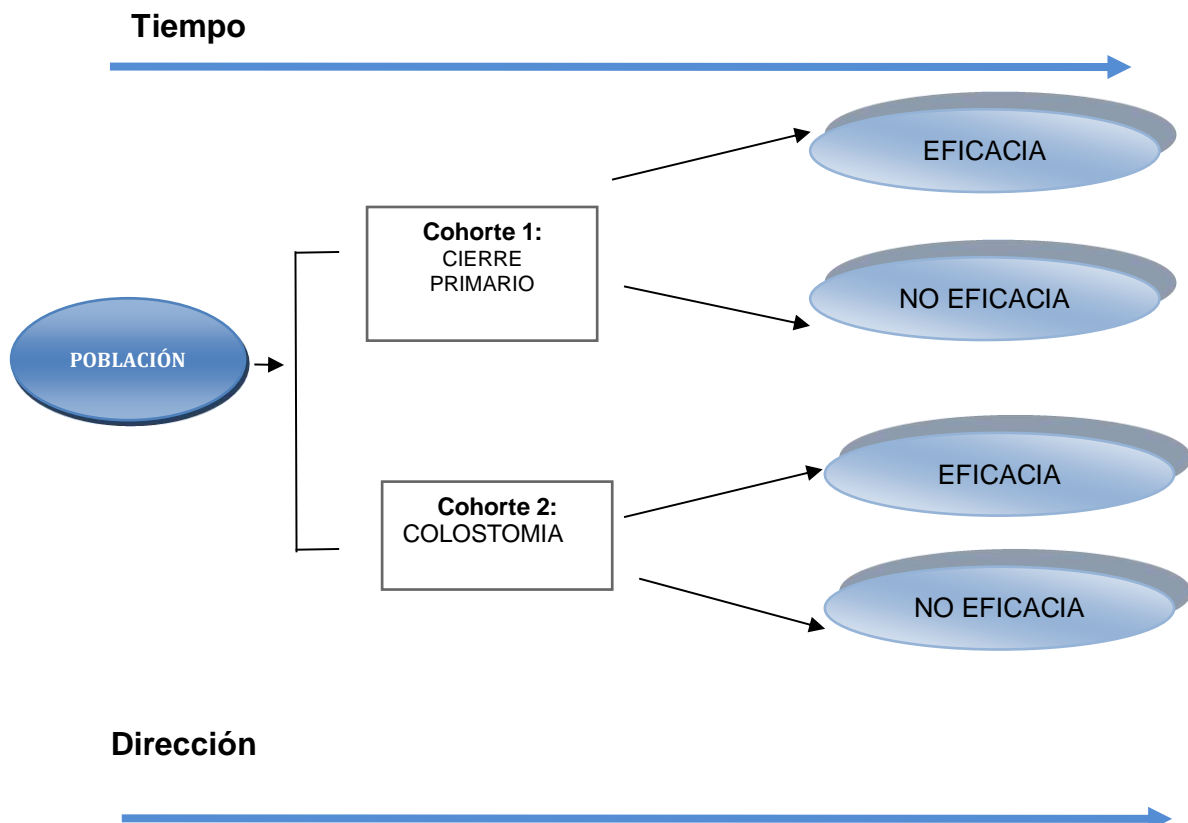 Tiempo
EFICACIA
Cohorte 1:
CIERRE
PRIMARIO
NO EFICACIA
POBLACIÓN
EFICACIA
Cohorte 2:
COLOSTOMIA
NO EFICACIA
Dirección